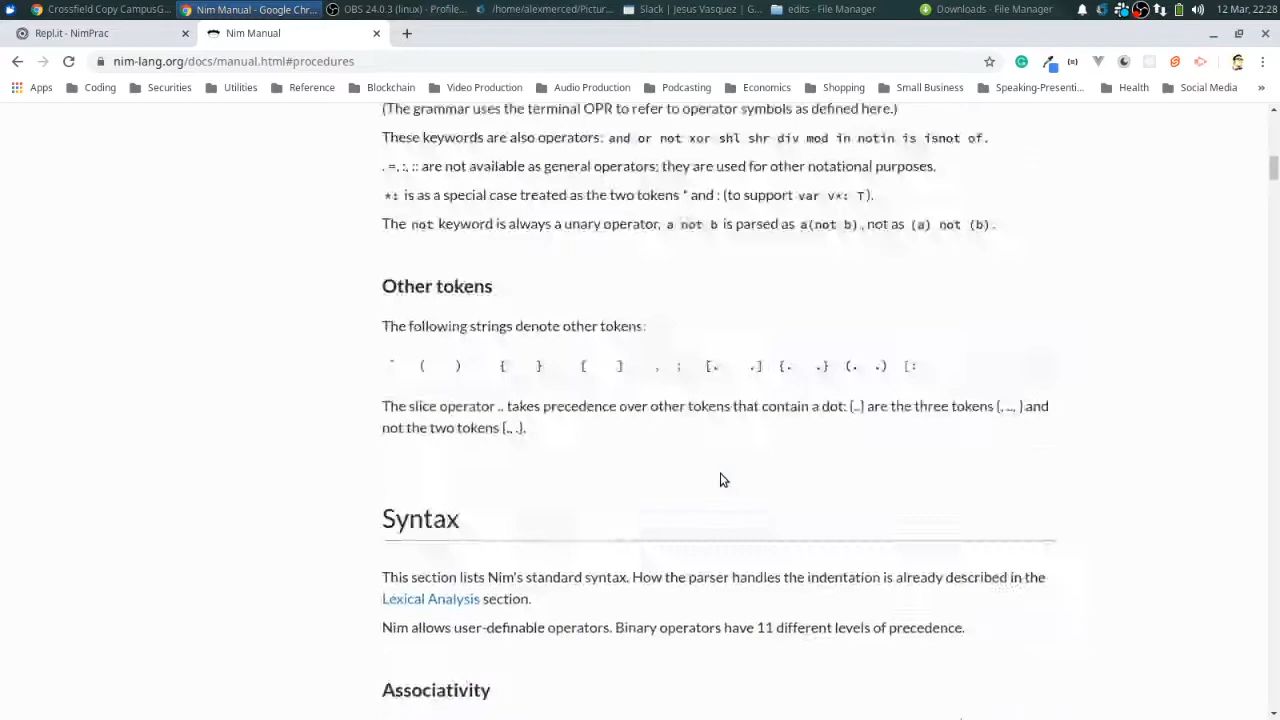 Crossfield Copy CampusG...
Nim Manual - Google Chr...
OBS 24.0.3 (linux) - Profile...
/home/alexmerced/Pictur...
Slack | Jesus Vasquez | G...
edits - File Manager
Downloads - File Manager
12 Mar, 22:28
Repl.it - NimPrac
Nim Manual
nim-lang.org/docs/manual.html#procedures
Apps Coding Securities Utilities Reference Blockchain Video Production Audio Production Podcasting Economics Shopping Small Business Speaking-Presenti... Health Social Media »
(The grammar uses the terminal OPR to refer to operator symbols as defined here.)
These keywords are also operators: and or not xor shl shr div mod in notin is isnot of.
. =, :, :: are not available as general operators; they are used for other notational purposes.
*: is as a special case treated as the two tokens * and : (to support var v*: T).
The not keyword is always a unary operator, a not b is parsed as a(not b), not as (a) not (b).
Other tokens
The following strings denote other tokens:
` ( ) { } [ ] , ; [. .] {. .} (. .) [:
The slice operator .. takes precedence over other tokens that contain a dot: {..} are the three tokens {, .., } and
not the two tokens {., .}.
Syntax
This section lists Nim's standard syntax. How the parser handles the indentation is already described in the
Lexical Analysis section.
Nim allows user-definable operators. Binary operators have 11 different levels of precedence.
Associativity